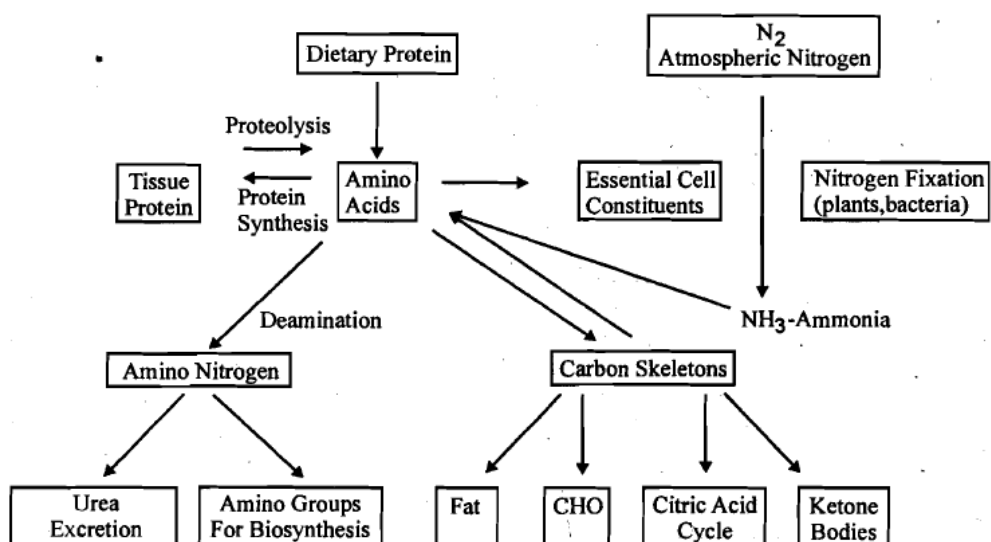 N2
Atmospheric Nitrogen
Dietary Protein
Proteolysis
Tissue
Protein
Protein
Synthesis
Amino
Acids
Essential Cell
Constituents
Nitrogen Fixation
(plants,bacteria)
Deamination
NH3-Ammonia
Amino Nitrogen
Carbon Skeletons
Urea
Excretion
Amino Groups
For Biosynthesis
Fat
CHO
Citric Acid
Cycle
Ketone
Bodies